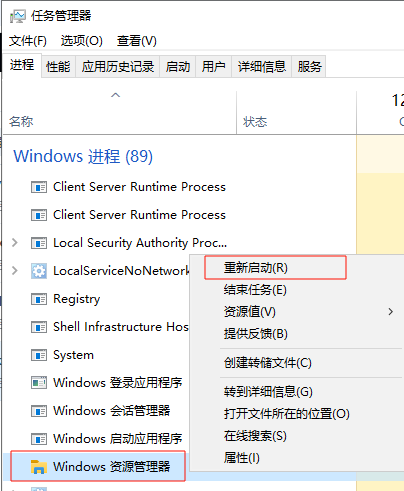 任务管理器
文件(F) 选项(O) 查看(V)
进程 性能 应用历史记录 启动 用户 详细信息 服务
12
名称 状态
Windows 进程 (89)
Client Server Runtime Process
Client Server Runtime Process
Local Security Authority Proc...
LocalServiceNoNetwork
Registry
Shell Infrastructure Hos
System
Windows 登录应用程序
Windows 会话管理器
Windows 启动应用程序
Windows 资源管理器
重新启动(R)
结束任务(E)
资源值(V)
提供反馈(B)
创建转储文件(C)
转到详细信息(G)
打开文件所在的位置(O)
在线搜索(S)
属性(I)